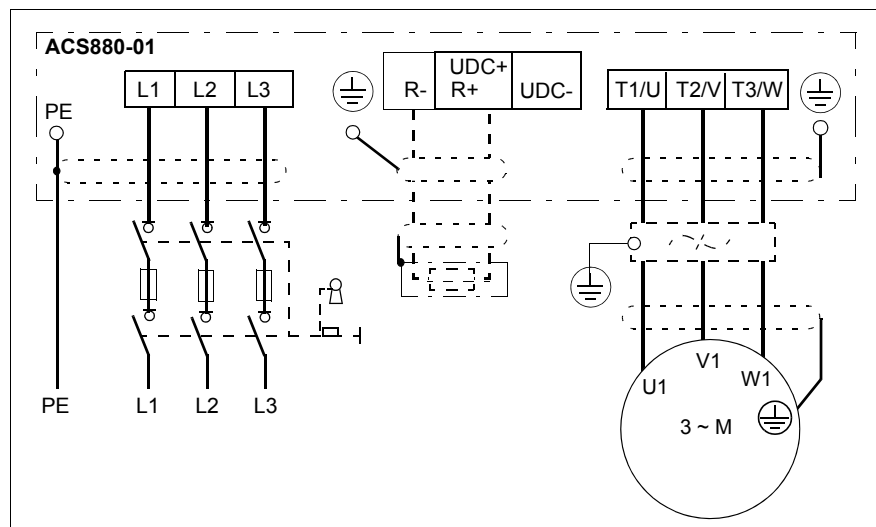 ACS880-01
PE
L1 L2 L3
R- UDC+ R+ UDC-
T1/U T2/V T3/W
PE L1 L2 L3
U1 V1 W1
3 ~ M